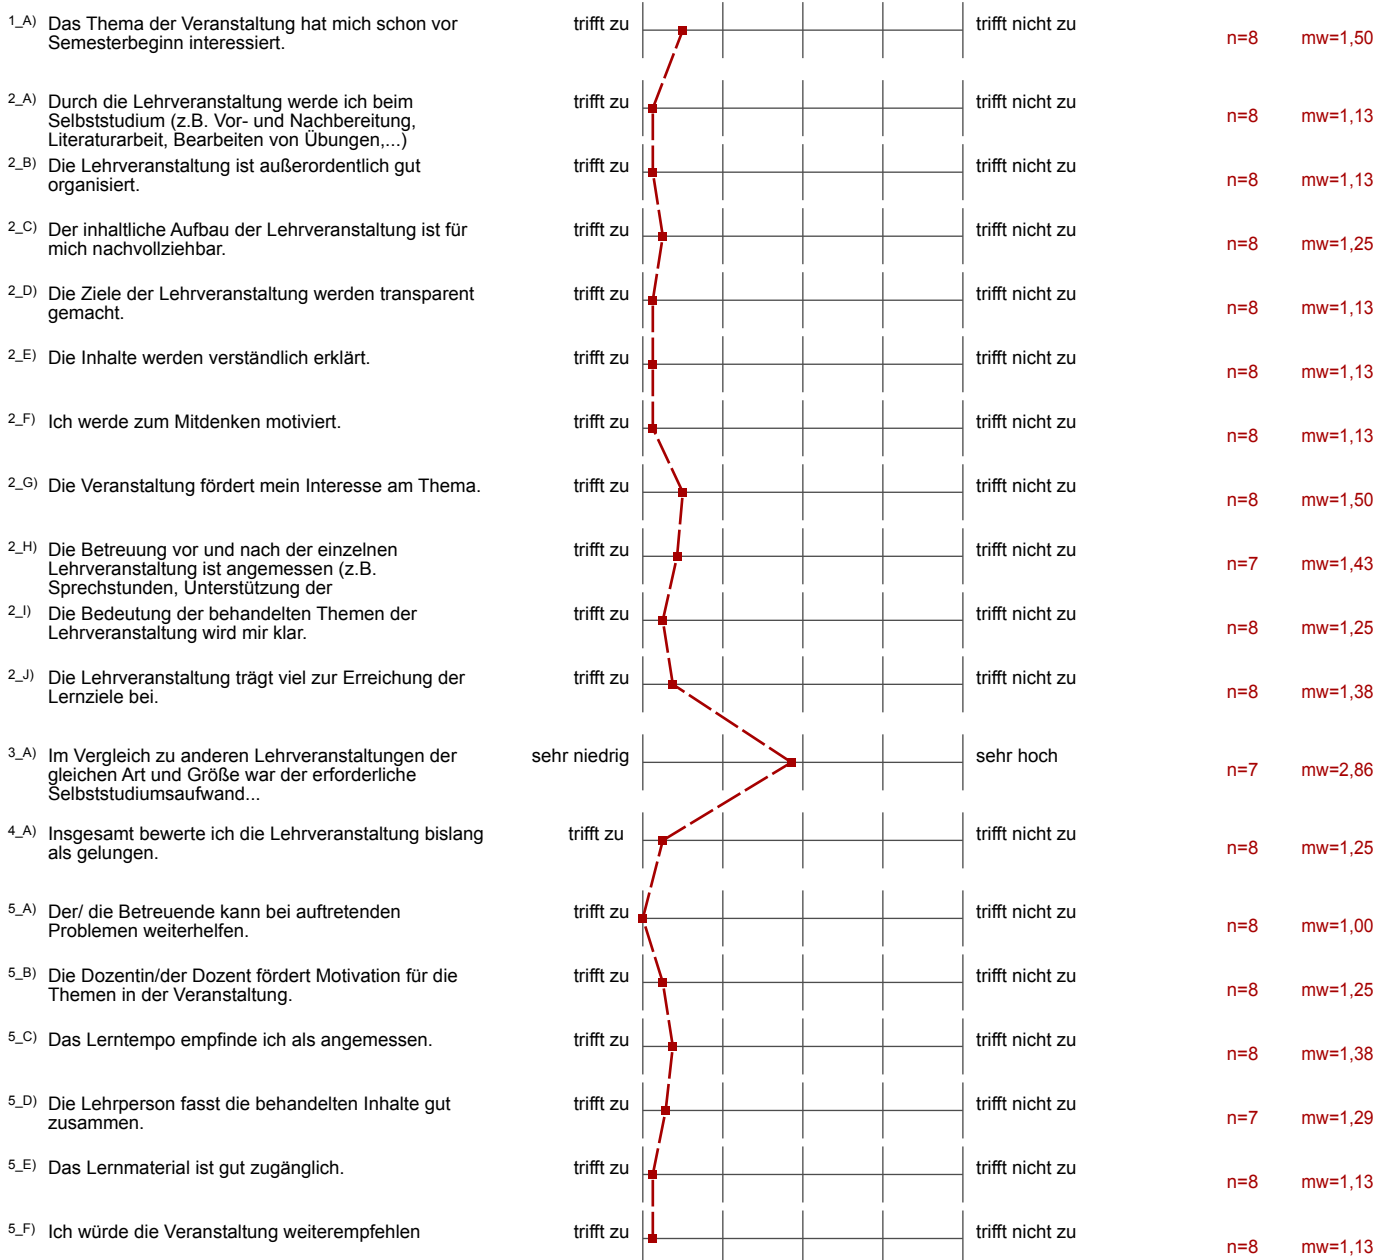 1_A) Das Thema der Veranstaltung hat mich schon vor
Semesterbeginn interessiert.
trifft zu
trifft nicht zu
n=8 mw=1,50
2_A) Durch die Lehrveranstaltung werde ich beim
Selbststudium (z.B. Vor- und Nachbereitung,
Literaturarbeit, Bearbeiten von Übungen,...)
trifft zu
trifft nicht zu
n=8 mw=1,13
2_B) Die Lehrveranstaltung ist außerordentlich gut
organisiert.
trifft zu
trifft nicht zu
n=8 mw=1,13
2_C) Der inhaltliche Aufbau der Lehrveranstaltung ist für
mich nachvollziehbar.
trifft zu
trifft nicht zu
n=8 mw=1,25
2_D) Die Ziele der Lehrveranstaltung werden transparent
gemacht.
trifft zu
trifft nicht zu
n=8 mw=1,13
2_E) Die Inhalte werden verständlich erklärt.
trifft zu
trifft nicht zu
n=8 mw=1,13
2_F) Ich werde zum Mitdenken motiviert.
trifft zu
trifft nicht zu
n=8 mw=1,13
2_G) Die Veranstaltung fördert mein Interesse am Thema.
trifft zu
trifft nicht zu
n=8 mw=1,50
2_H) Die Betreuung vor und nach der einzelnen
Lehrveranstaltung ist angemessen (z.B.
Sprechstunden, Unterstützung der
trifft zu
trifft nicht zu
n=7 mw=1,43
2_I) Die Bedeutung der behandelten Themen der
Lehrveranstaltung wird mir klar.
trifft zu
trifft nicht zu
n=8 mw=1,25
2_J) Die Lehrveranstaltung trägt viel zur Erreichung der
Lernziele bei.
trifft zu
trifft nicht zu
n=8 mw=1,38
3_A) Im Vergleich zu anderen Lehrveranstaltungen der
gleichen Art und Größe war der erforderliche
Selbststudiumsaufwand...
sehr niedrig
sehr hoch
n=7 mw=2,86
4_A) Insgesamt bewerte ich die Lehrveranstaltung bislang
als gelungen.
trifft zu
trifft nicht zu
n=8 mw=1,25
5_A) Der/ die Betreuende kann bei auftretenden
Problemen weiterhelfen.
trifft zu
trifft nicht zu
n=8 mw=1,00
5_B) Die Dozentin/der Dozent fördert Motivation für die
Themen in der Veranstaltung.
trifft zu
trifft nicht zu
n=8 mw=1,25
5_C) Das Lerntempo empfinde ich als angemessen.
trifft zu
trifft nicht zu
n=8 mw=1,38
5_D) Die Lehrperson fasst die behandelten Inhalte gut
zusammen.
trifft zu
trifft nicht zu
n=7 mw=1,29
5_E) Das Lernmaterial ist gut zugänglich.
trifft zu
trifft nicht zu
n=8 mw=1,13
5_F) Ich würde die Veranstaltung weiterempfehlen
trifft zu
trifft nicht zu
n=8 mw=1,13